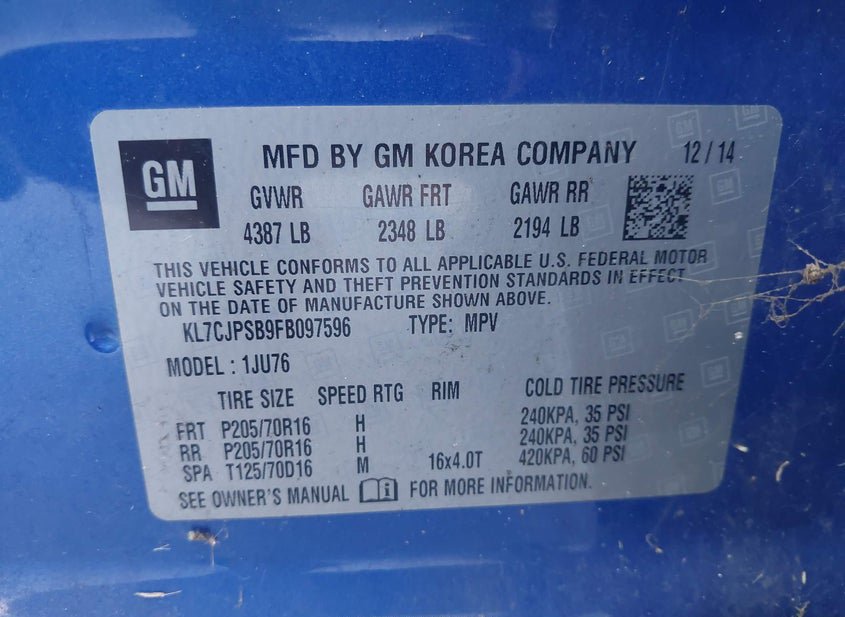 GM
MFD BY GM KOREA COMPANY 12/14
GVWR GAWR FRT GAWR RR
4387 LB 2348 LB 2194 LB
THIS VEHICLE CONFORMS TO ALL APPLICABLE U.S. FEDERAL MOTOR
VEHICLE SAFETY AND THEFT PREVENTION STANDARDS IN EFFECT
ON THE DATE OF MANUFACTURE SHOWN ABOVE.
KL7CJPSB9FB097596 TYPE: MPV
MODEL : 1JU76
TIRE SIZE SPEED RTG RIM COLD TIRE PRESSURE
FRT P205/70R16 H 240KPA, 35 PSI
RR P205/70R16 H 240KPA, 35 PSI
SPA T125/70D16 M 16x4.0T 420KPA, 60 PSI
SEE OWNER'S MANUAL i FOR MORE INFORMATION.